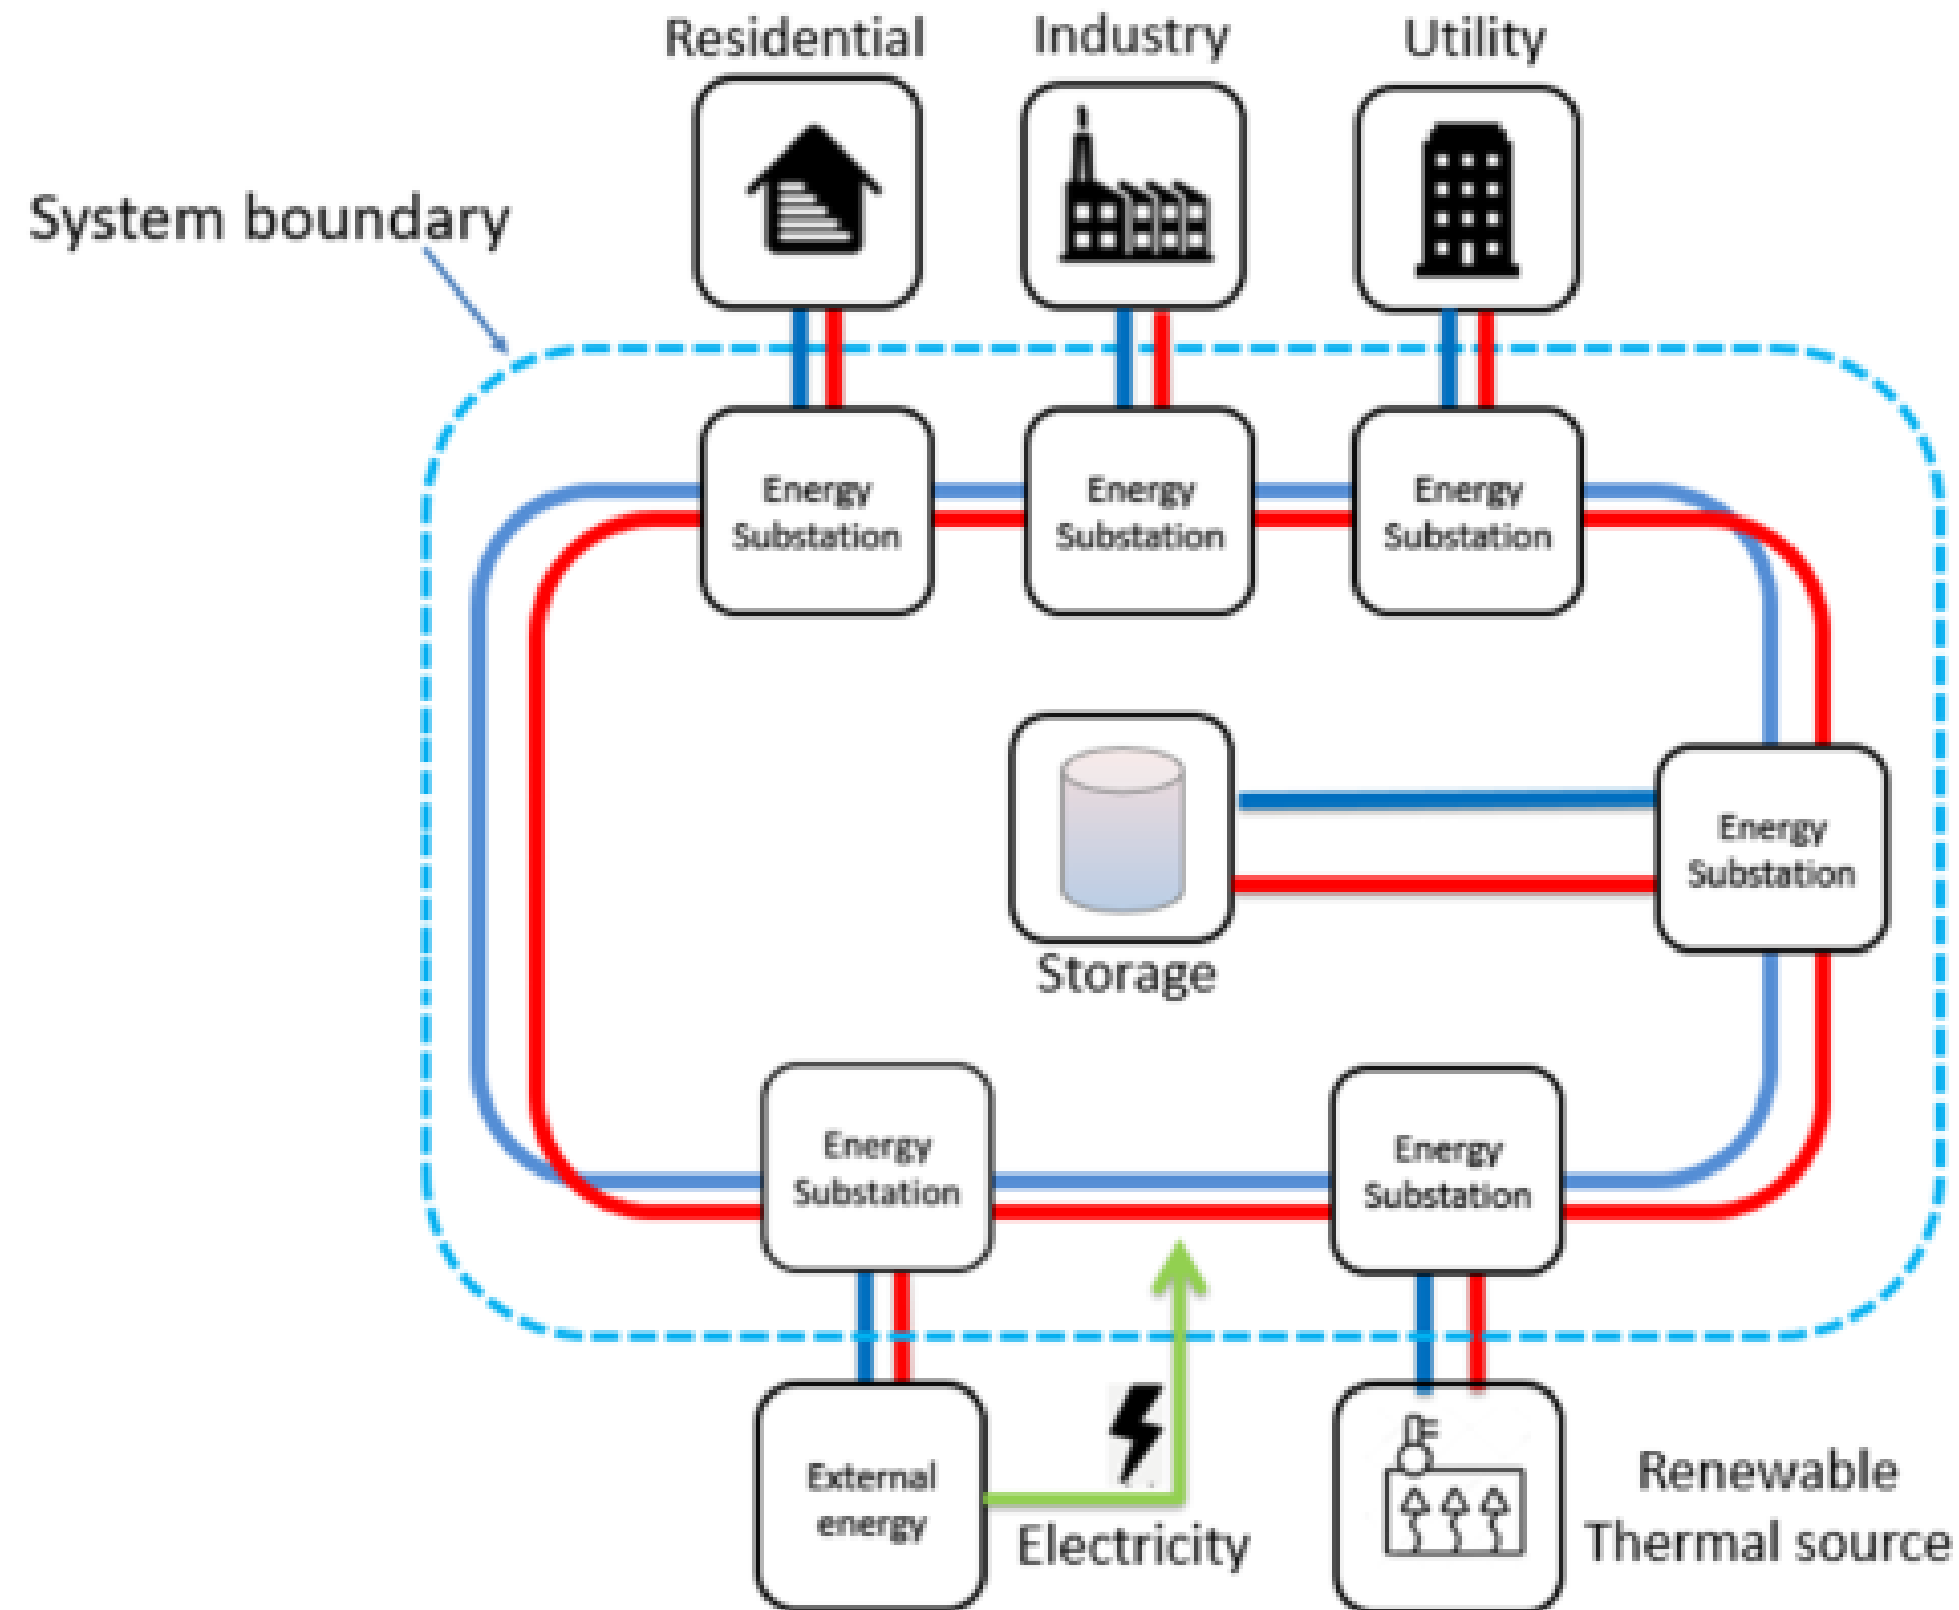 Residential
Industry
Utility
System boundary
Energy
Substation
Energy
Substation
Energy
Substation
Energy
Substation
Storage
Energy
Substation
Energy
Substation
External
energy
Electricity
Renewable
Thermal source